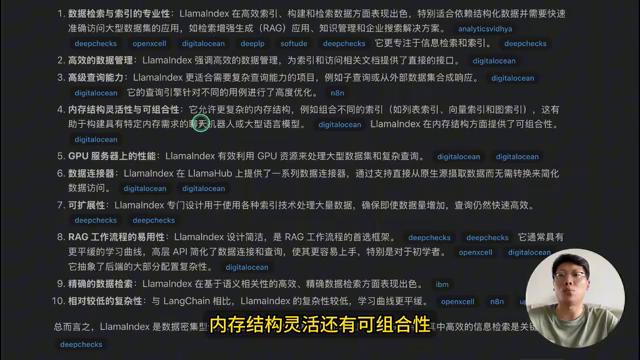 1. 数据检索与索引的专业性： LlamaIndex 在高效索引、构建和检索数据方面表现出色，特别适合依赖结构化数据并需要快
速准确访问大型数据集的应用，如检索增强生成（RAG）应用、知识管理和企业搜索解决方案。 analyticsvidhya
deepchecks openxcell digitalocean deeplp softude deepchecks 它更专注于信息检索和索引。 deepchecks
2. 高效的数据管理： LlamaIndex 强调高效的数据管理，为索引和访问相关文档提供了直接的接口。 digitalocean
3. 高级查询能力： LlamaIndex 更适合需要复杂查询能力的项目，例如子查询或从外部数据集合成响应。 digitalocean
digitalocean 它的查询引擎针对不同的用例进行了高度优化。 n8n
4. 内存结构灵活性与可组合性： 它允许更复杂的内存结构，例如组合不同的索引（如列表索引、向量索引和图索引），这有
助于构建具有特定内存需求的聊天机器人或大型语言模型。 digitalocean LlamaIndex 在内存结构方面提供了可组合性。
digitalocean
5. GPU 服务器上的性能： LlamaIndex 有效利用 GPU 资源来处理大型数据集和复杂查询。 digitalocean digitalocean
6. 数据连接器： LlamaIndex 在 LlamaHub 上提供了一系列数据连接器，通过支持直接从原生源摄取数据而无需转换来简化
数据访问。 digitalocean digitalocean
7. 可扩展性： LlamaIndex 专门设计用于使用各种索引技术处理大量数据，确保即使数据量增加，查询仍然快速高效。
deepchecks deepchecks
8. RAG 工作流程的易用性： LlamaIndex 设计简洁，是 RAG 工作流程的首选框架。 deepchecks deepchecks 它通常具有
更平缓的学习曲线，高层 API 简化了数据连接和查询，使其更容易上手，特别是对于初学者。 openxcell digitalocean
它抽象了后端的大部分配置复杂性。 digitalocean
9. 精确的数据检索： LlamaIndex 在基于语义相关性的高效、精确数据检索方面表现出色。 ibm
10. 相对较低的复杂性： 与 LangChain 相比，LlamaIndex 的复杂性较低，学习曲线更平缓。 openxcell n8n
总而言之，LlamaIndex 是数据密集型 其中高效的信息检索是关键
deepchecks
内存结构灵活还有可组合性